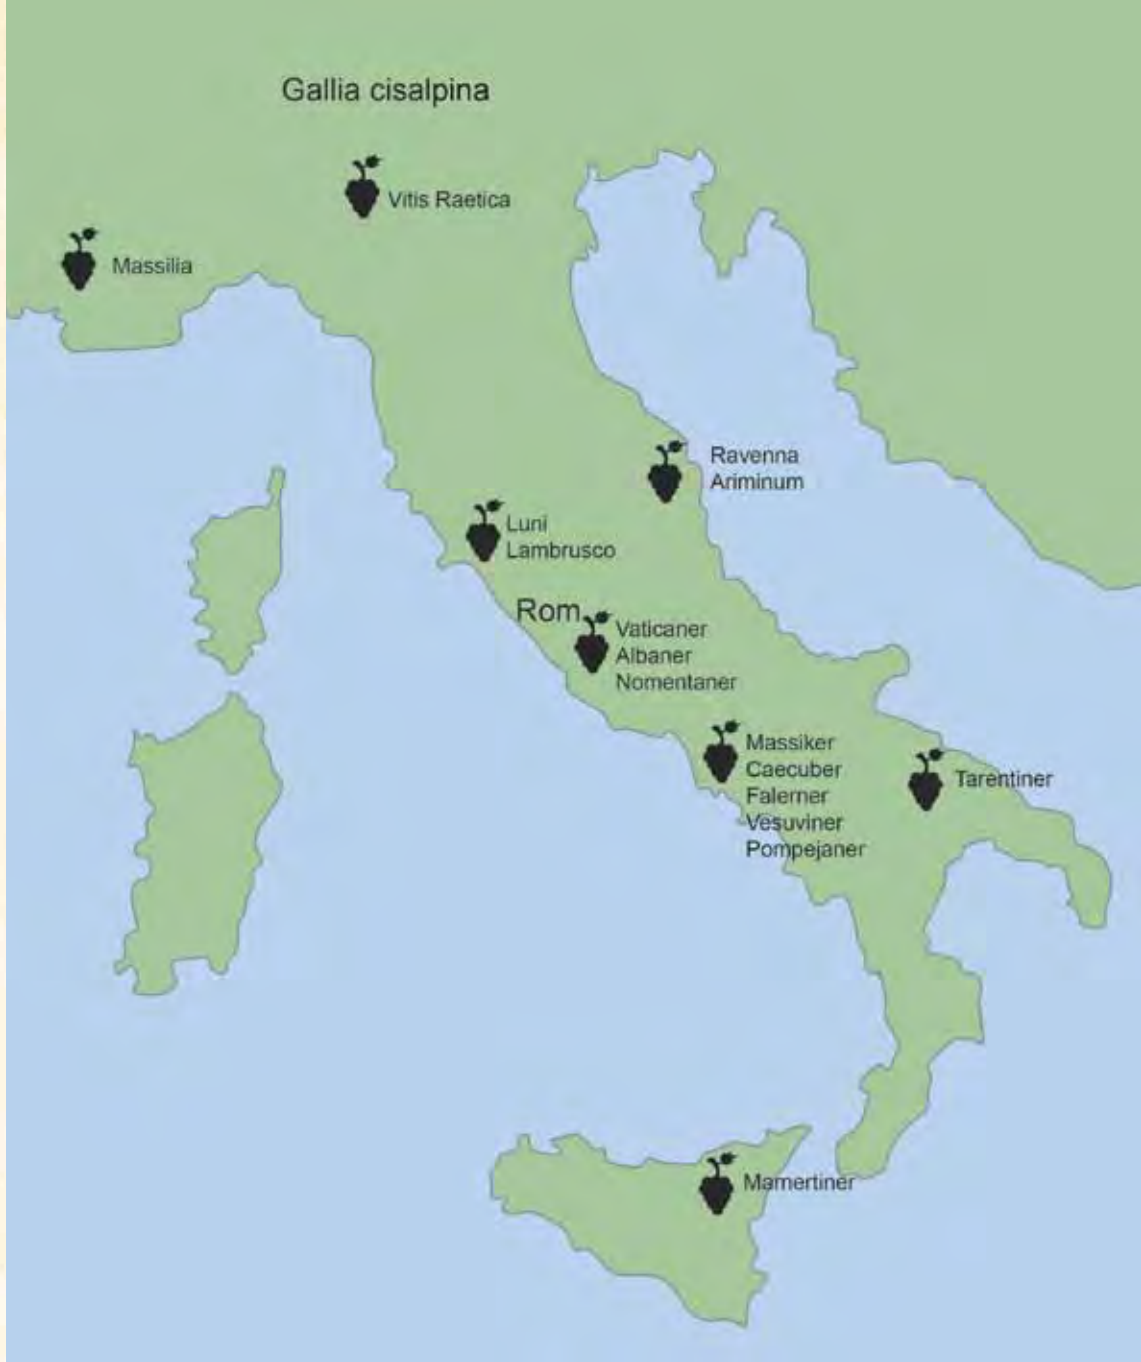 Gallia cisalpina
Vitis Raetica
Massilia
Ravenna
Ariminum
Luni
Lambrusco
Rom
Vaticaner
Albaner
Nomentaner
Massiker
Caecuber
Falerner
Vesuviner
Pompejaner
Tarentiner
Mamertiner